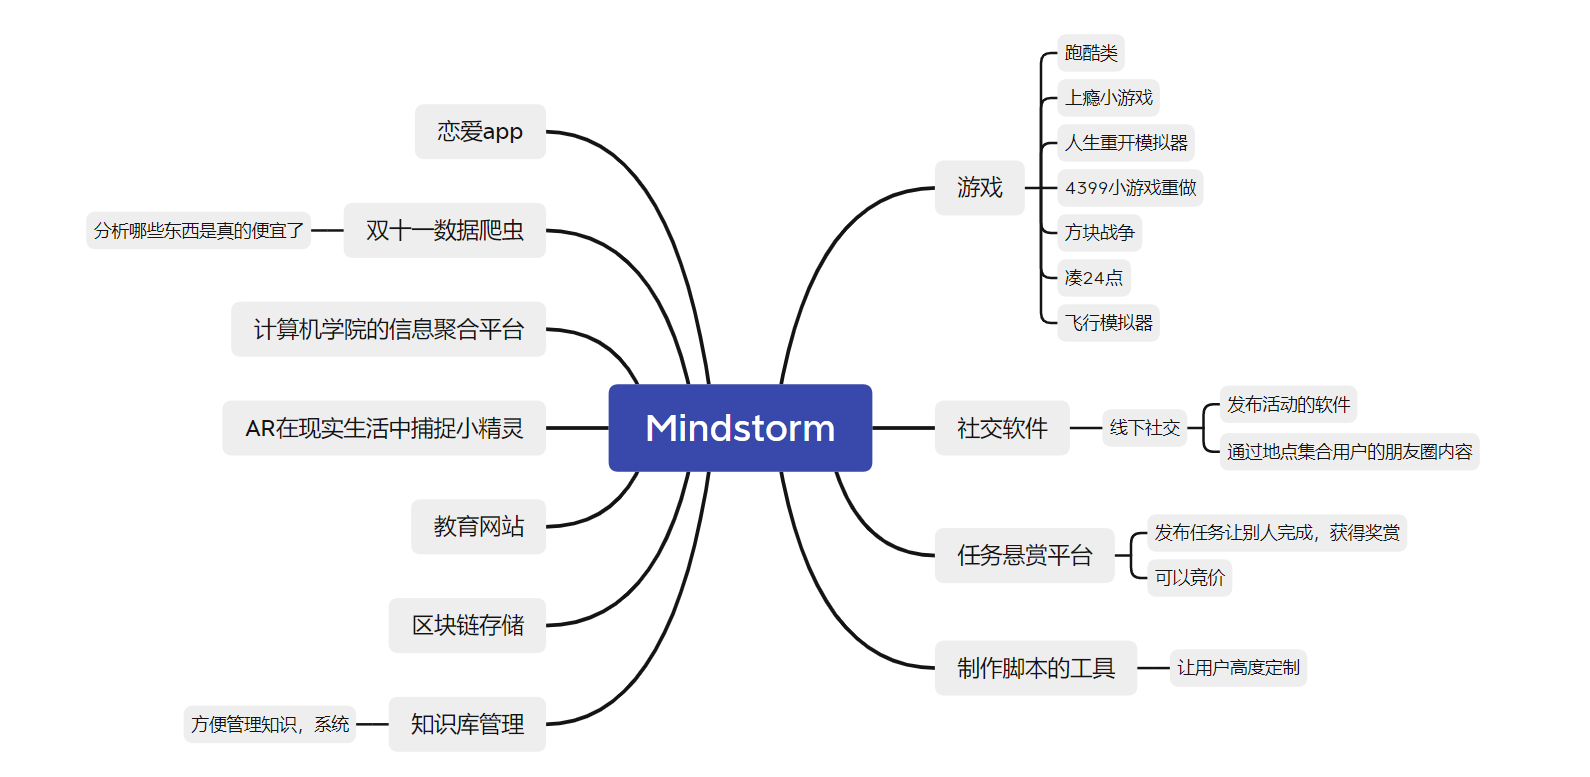 Mindstorm
游戏
跑酷类
上瘾小游戏
人生重开模拟器
4399小游戏重做
方块战争
凑24点
飞行模拟器
社交软件
线下社交
发布活动的软件
通过地点集合用户的朋友圈内容
任务悬赏平台
发布任务让别人完成，获得奖赏
可以竞价
制作脚本的工具
让用户高度定制
恋爱app
双十一数据爬虫
分析哪些东西是真的便宜了
计算机学院的信息聚合平台
AR在现实生活中捕捉小精灵
教育网站
区块链存储
知识库管理
方便管理知识，系统